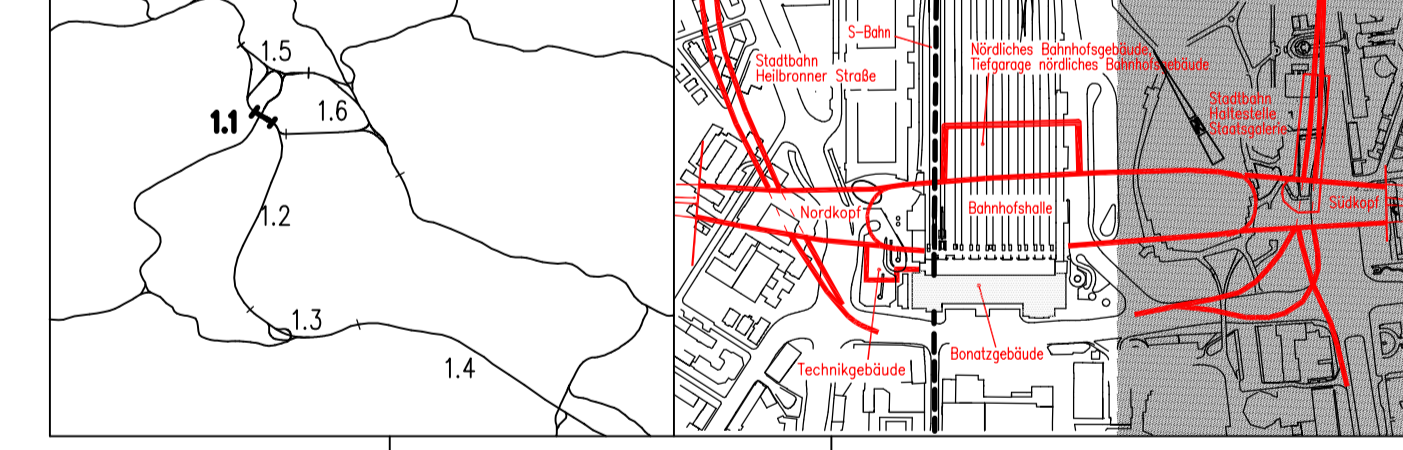 1.5
1.6
1.1
1.2
1.3
1.4
S-Bahn
Stadtbahn
Heilbronner Straße
Nördliches Bahnhofsgebäude,
Tiefgarage nördliches Bahnhofsgebäude
Stadtbahn
Haltestelle
Staatsgalerie
Nordkopf
Bahnhofshalle
Südkopf
Technikgebäude
Bonatzgebäude